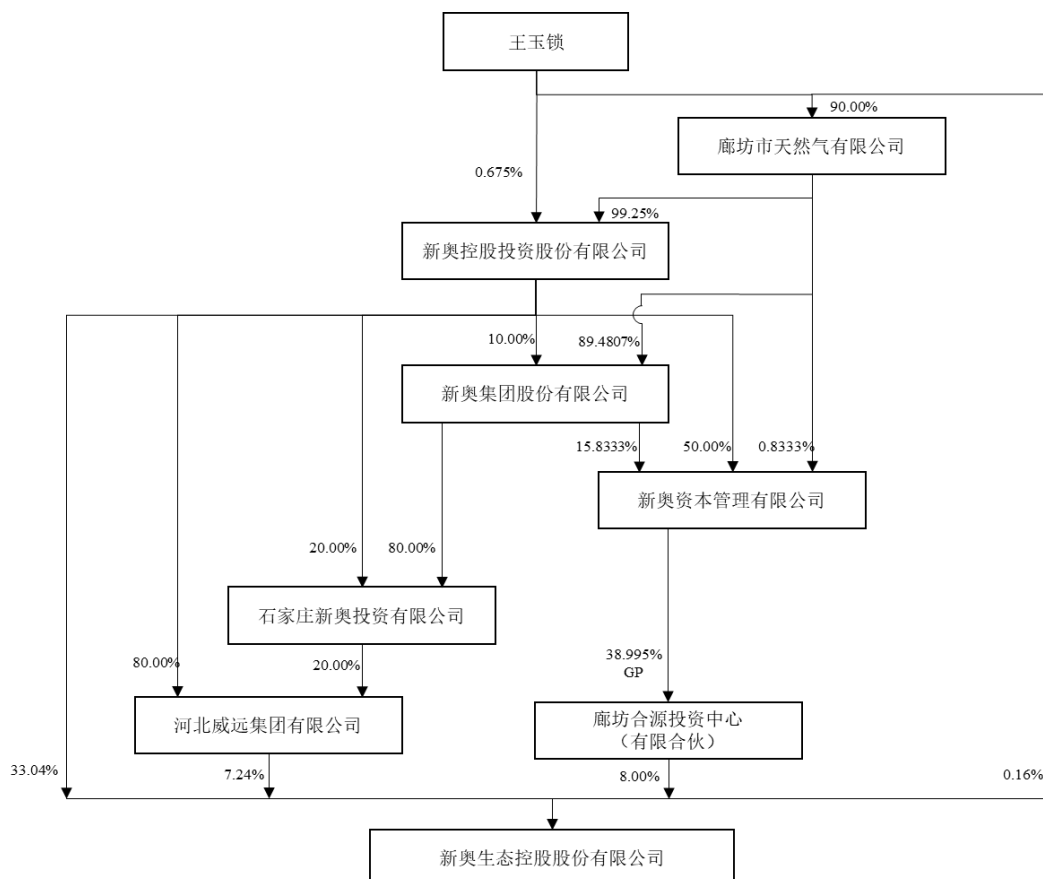 王玉锁
90.00%
廊坊市天然气有限公司
0.675%
99.25%
新奥控股投资股份有限公司
10.00%
89.4807%
新奥集团股份有限公司
15.8333%
50.00%
0.8333%
新奥资本管理有限公司
20.00%
80.00%
石家庄新奥投资有限公司
38.995%
GP
80.00%
20.00%
河北威远集团有限公司
廊坊合源投资中心
（有限合伙）
33.04%
7.24%
8.00%
0.16%
新奥生态控股股份有限公司